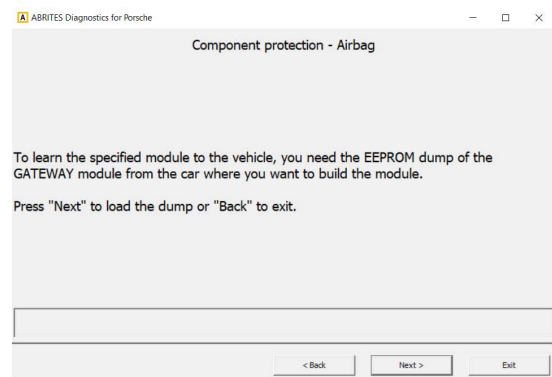 A ABRITES Diagnostics for Porsche
Component protection - Airbag
To learn the specified module to the vehicle, you need the EEPROM dump of the
GATEWAY module from the car where you want to build the module.
Press "Next" to load the dump or "Back" to exit.
< Back Next > Exit